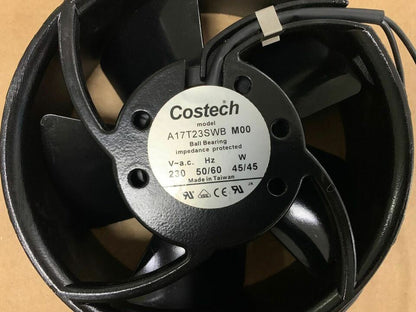 Costech
model
A17T23SWB M00
Ball Bearing
impedance protected
V-a.c. Hz W
230 50/60 45/45
Made in Taiwan